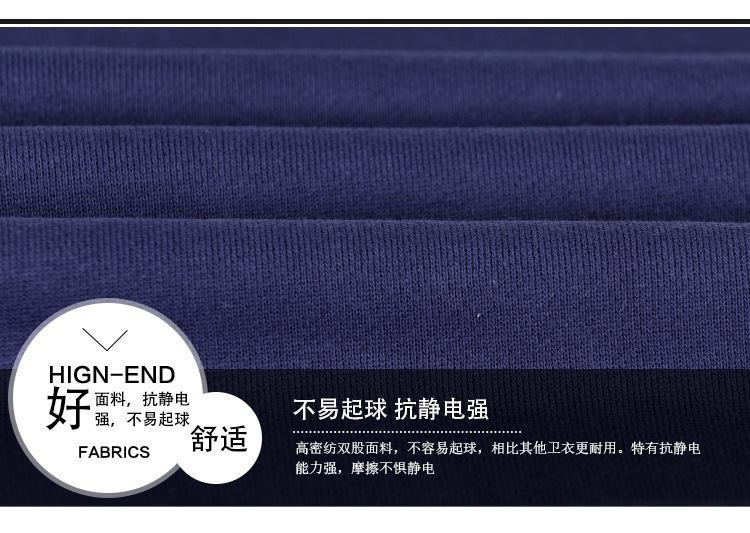 HIGN-END
好 面料，抗静电
强，不易起球
FABRICS
舒适
不易起球 抗静电强
高密纺双股面料，不容易起球，相比其他卫衣更耐用。特有抗静电
能力强，摩擦不惧静电